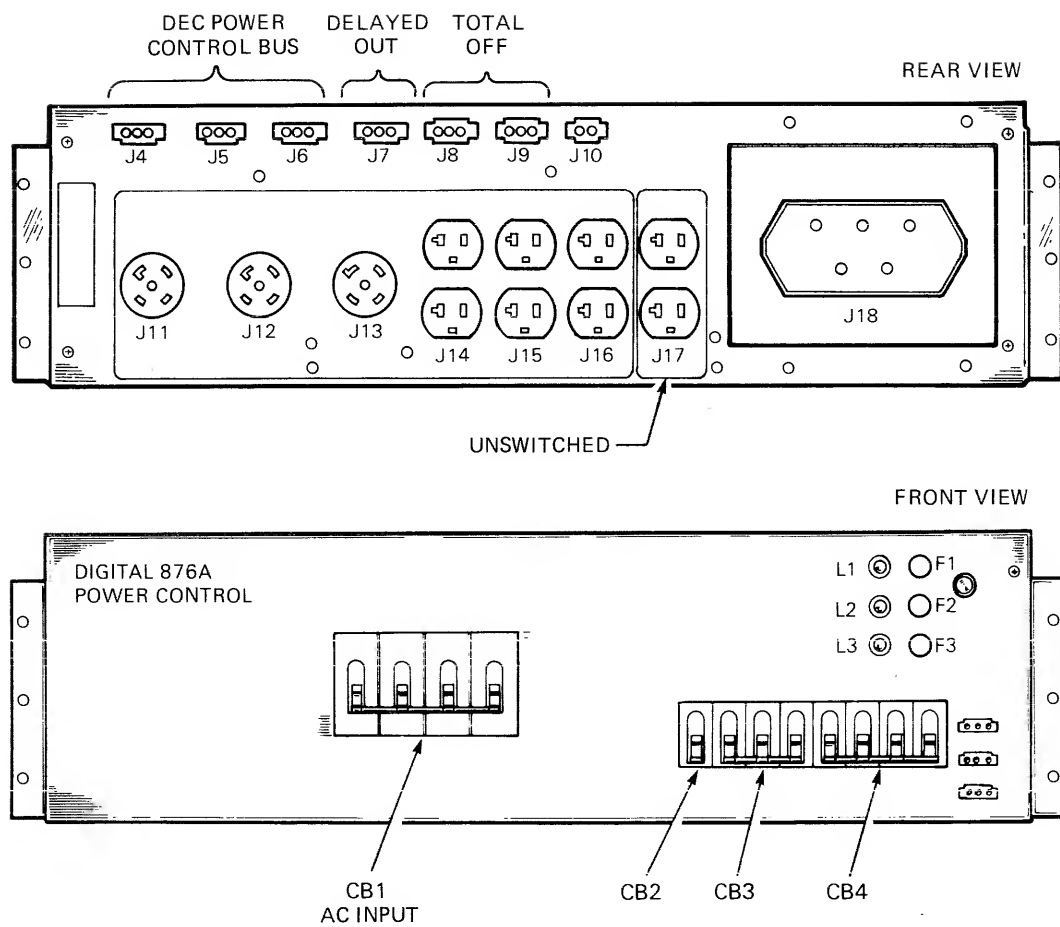 DEC POWER
CONTROL BUS
DELAYED
OUT
TOTAL
OFF
REAR VIEW
J4
J5
J6
J7
J8
J9
J10
J11
J12
J13
J14
J15
J16
J17
J18
UNSWITCHED
FRONT VIEW
DIGITAL 876A
POWER CONTROL
L1
F1
L2
F2
L3
F3
CB1
AC INPUT
CB2
CB3
CB4